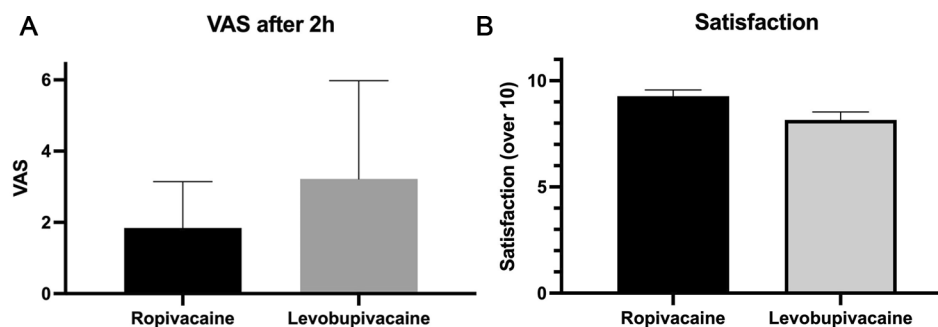 A
VAS after 2h
VAS
6
4
2
0
Ropivacaine
Levobupivacaine
B
Satisfaction
Satisfaction (over 10)
10
5
0
Ropivacaine
Levobupivacaine